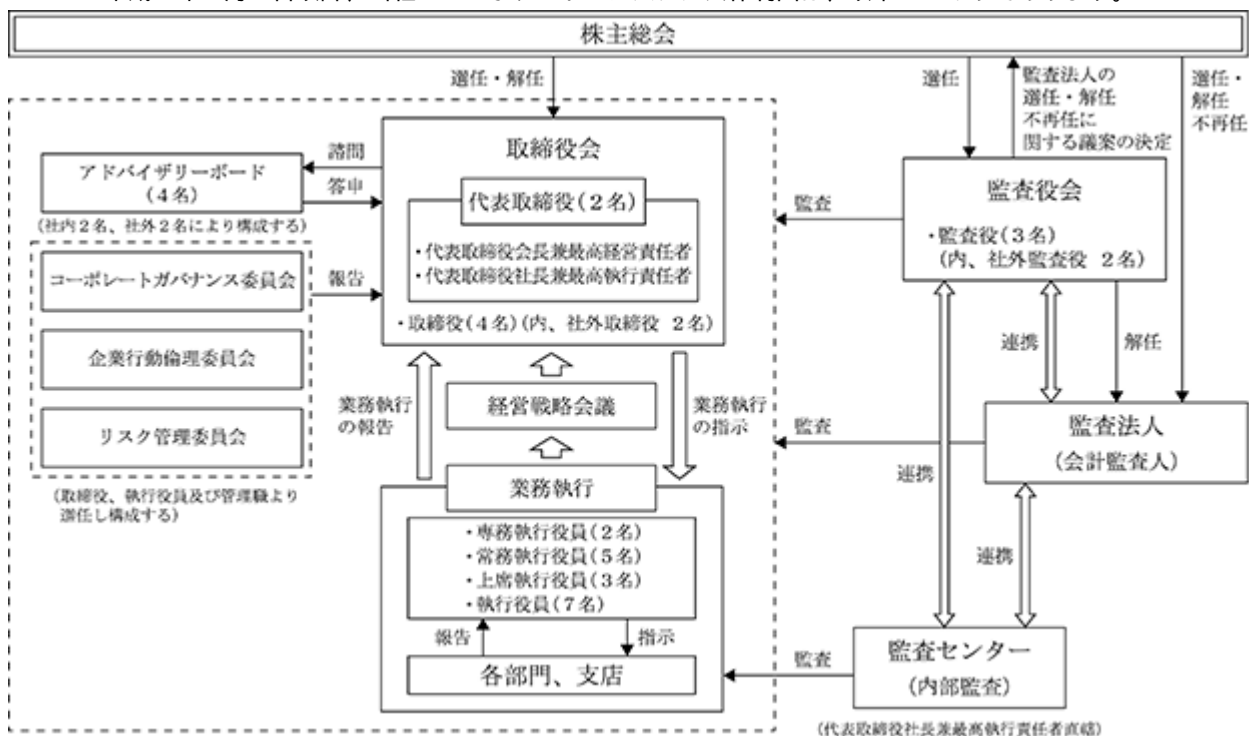 株主総会
選任・解任
選任
監査法人の
選任・解任
不再任に
関する議案の決定
選任・
解任
不再任
取締役会
諮問
答申
アドバイザリーボード
(4名)
(社内2名、社外2名により構成する)
代表取締役(2名)
・代表取締役会長兼最高経営責任者
・代表取締役社長兼最高執行責任者
・取締役(4名)(内、社外取締役 2名)
監査
監査役会
・監査役(3名)
(内、社外監査役 2名)
コーポレートガバナンス委員会
報告
企業行動倫理委員会
リスク管理委員会
(取締役、執行役員及び管理職より
選任し構成する)
業務執行
の報告
経営戦略会議
業務執行
の指示
連携
解任
監査
監査法人
(会計監査人)
連携
連携
業務執行
・専務執行役員(2名)
・常務執行役員(5名)
・上席執行役員(3名)
・執行役員(7名)
報告
指示
各部門、支店
監査
監査センター
(内部監査)
(代表取締役社長兼最高執行責任者直轄)